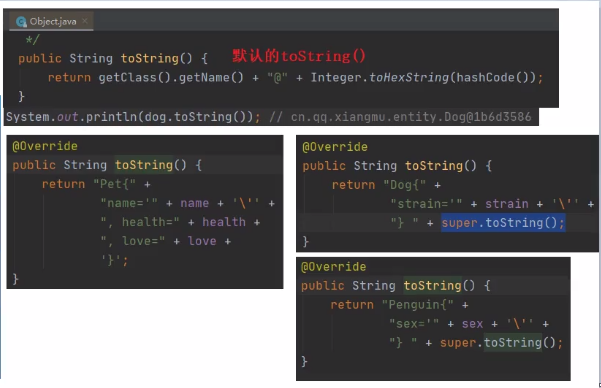 Object.java
*/
public String toString() {
默认的toString()
return getClass().getName() + "@" + Integer.toHexString(hashCode());
}
System.out.println(dog.toString()); // cn.qq.xiangmu.entity.Dog@1b6d3586
@Override
public String toString() {
return "Pet{" +
"name='" + name + '\'' +
", health=" + health +
", love=" + love +
'}';
}
@Override
public String toString() {
return "Dog{" +
"strain='" + strain + '\'' +
"} " + super.toString();
}
@Override
public String toString() {
return "Penguin{" +
"sex='" + sex + '\'' +
"} " + super.toString();
}